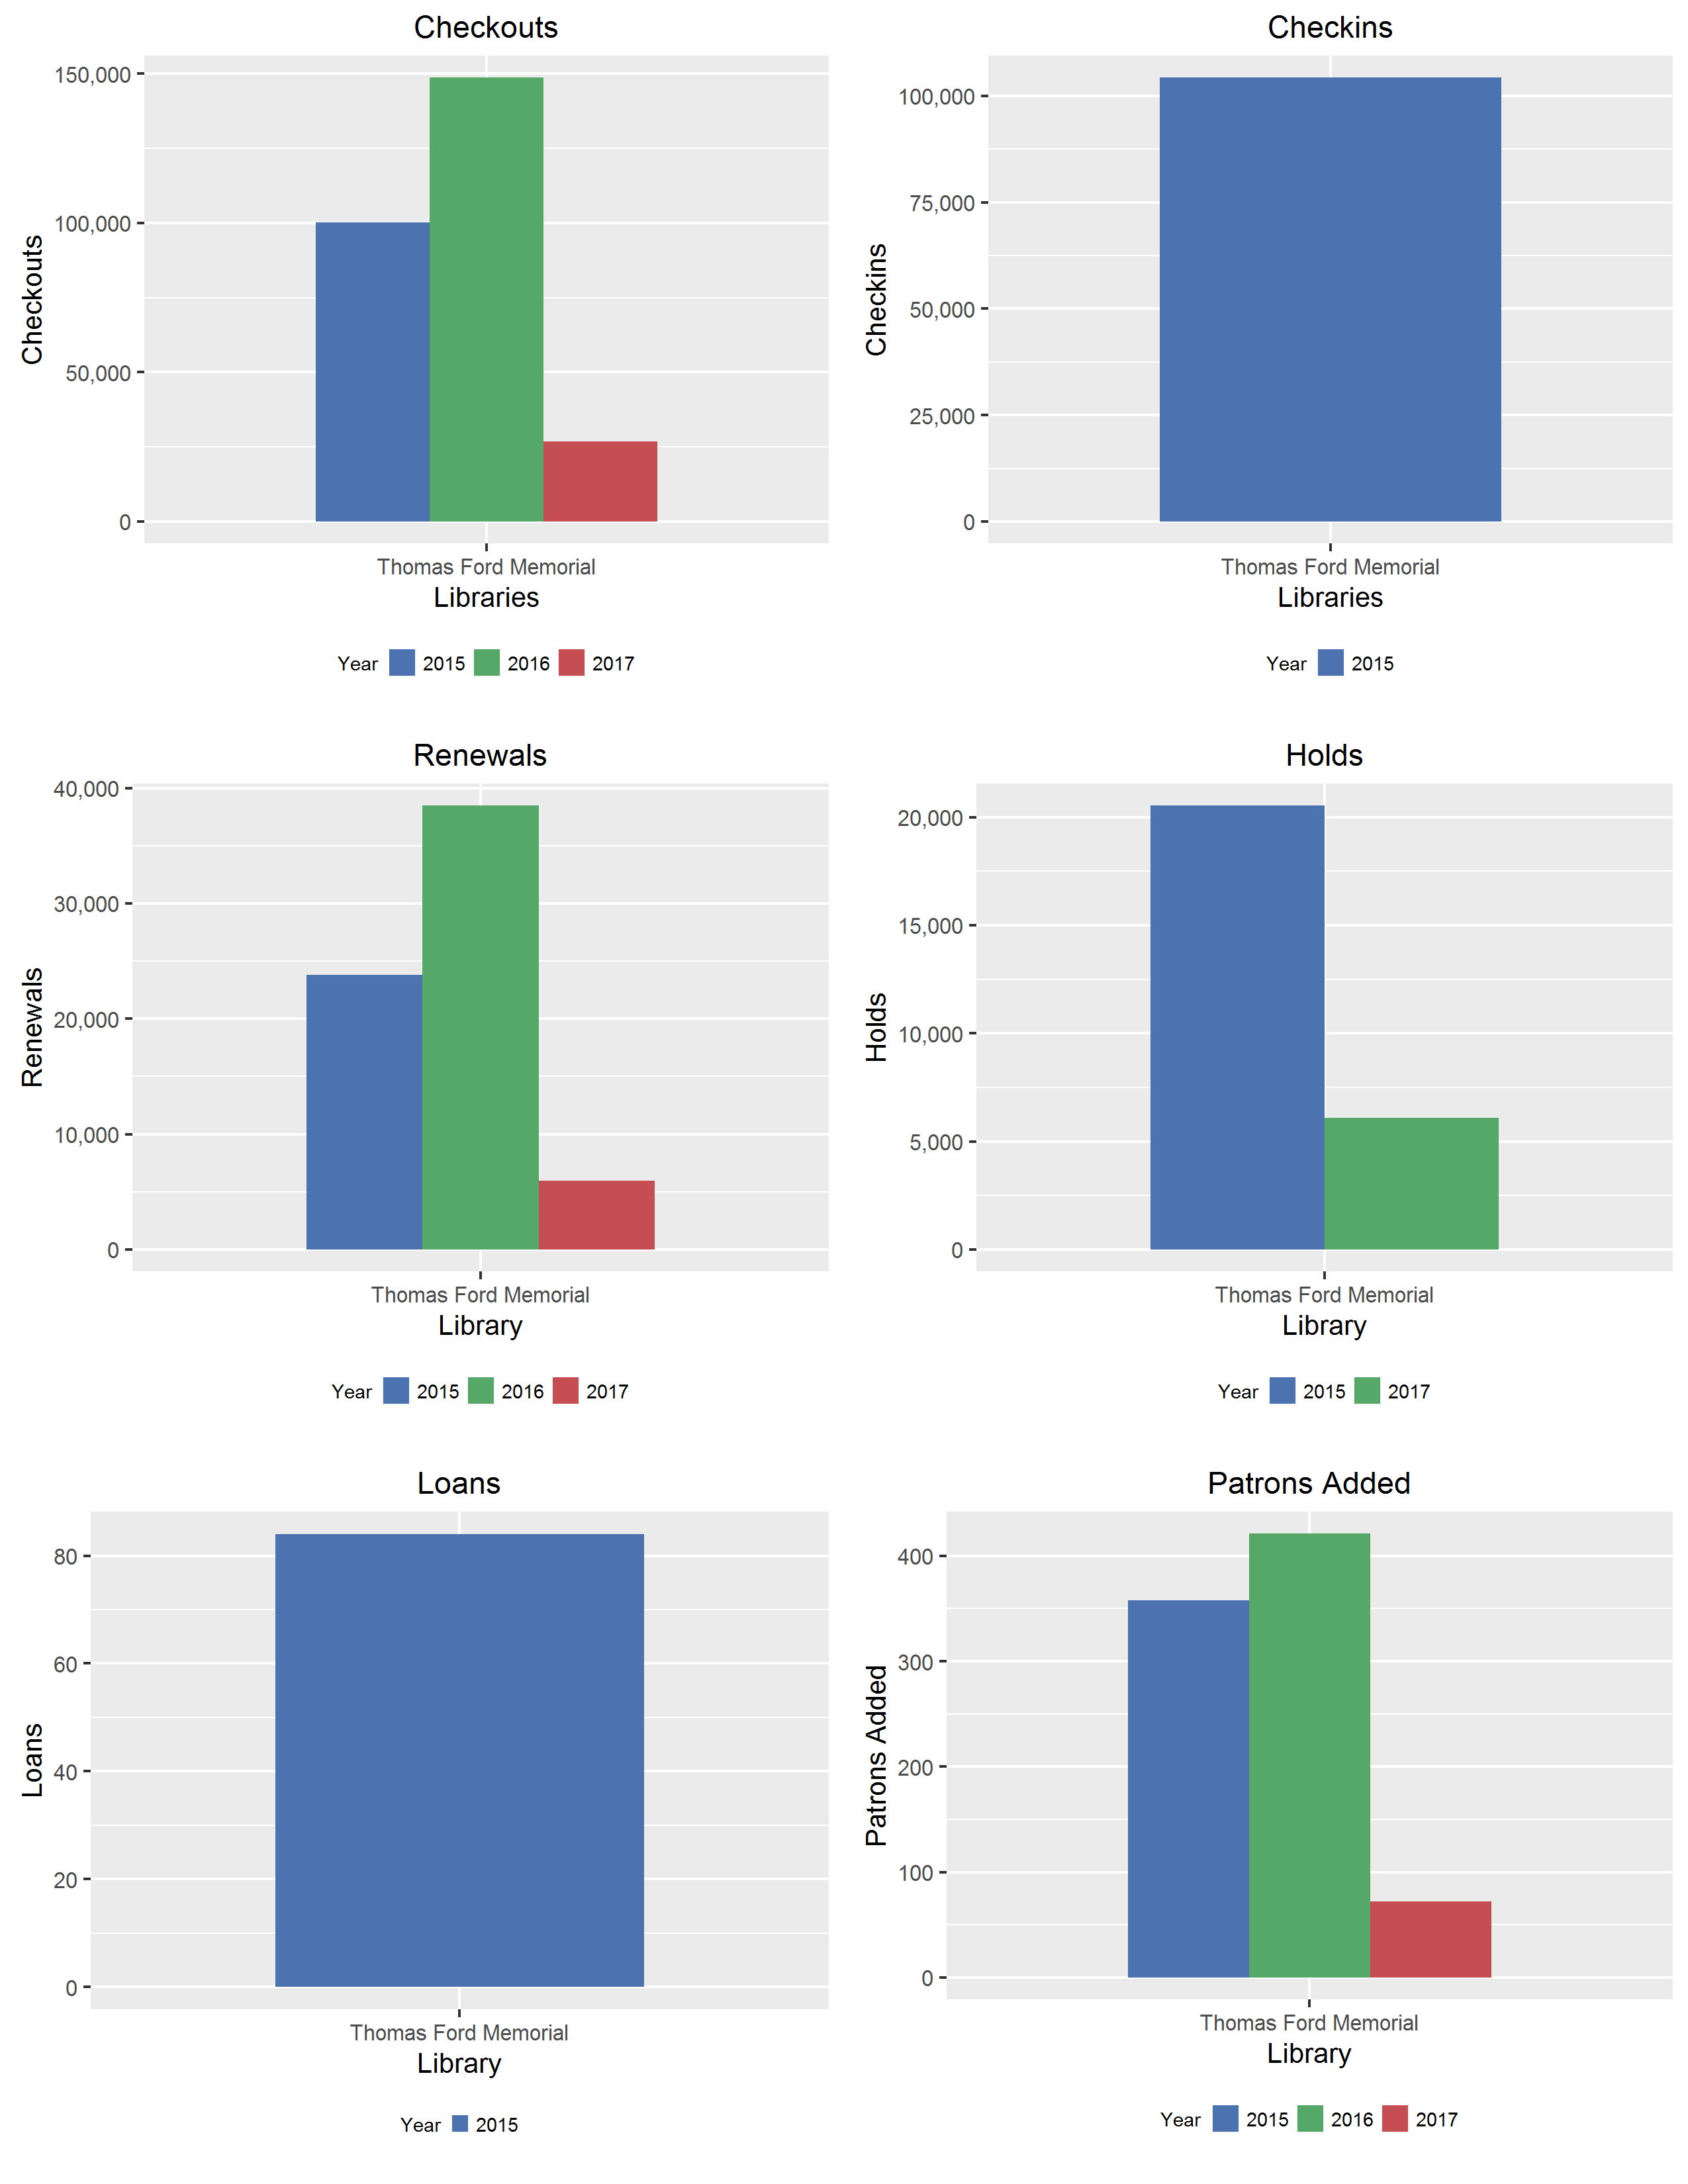 Checkouts
Checkouts
150,000
100,000
50,000
0
Thomas Ford Memorial
Libraries
Year 2015 2016 2017
Checkins
Checkins
100,000
75,000
50,000
25,000
0
Thomas Ford Memorial
Libraries
Year 2015
Renewals
Renewals
40,000
30,000
20,000
10,000
0
Thomas Ford Memorial
Library
Year 2015 2016 2017
Holds
Holds
20,000
15,000
10,000
5,000
0
Thomas Ford Memorial
Library
Year 2015 2017
Loans
Loans
80
60
40
20
0
Thomas Ford Memorial
Library
Year 2015
Patrons Added
Patrons Added
400
300
200
100
0
Thomas Ford Memorial
Library
Year 2015 2016 2017